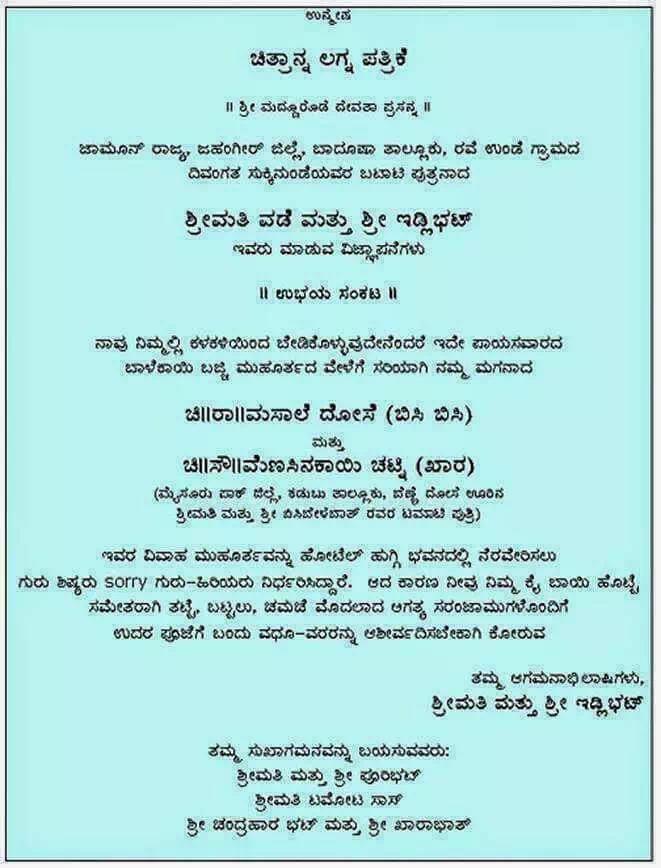 ಉನ್ಮೇಷ
ಚಿತ್ರಾನ್ನ ಲಗ್ನ ಪತ್ರಿಕೆ
॥ ಶ್ರೀ ಮದ್ದೂರೊಡೆ ದೇವತಾ ಪ್ರಸನ್ನ ॥
ಜಾಮೂನ್ ರಾಜ್ಯ, ಜಹಂಗೀರ್ ಜಿಲ್ಲೆ, ಬಾದೂಷಾ ತಾಲ್ಲೂಕು, ರವೆ ಉಂಡೆ ಗ್ರಾಮದ
ದಿವಂಗತ ಸುಕ್ಕಿನುಂಡೆಯವರ ಬಟಾಟಿ ಪುತ್ರನಾದ
ಶ್ರೀಮತಿ ವಡೆ ಮತ್ತು ಶ್ರೀ ಇಡ್ಲಿಭಟ್
ಇವರು ಮಾಡುವ ವಿಜ್ಞಾಪನೆಗಳು
॥ ಉಭಯ ಸಂಕಟ ॥
ನಾವು ನಿಮ್ಮಲ್ಲಿ ಕಳಕಳಿಯಿಂದ ಬೇಡಿಕೊಳ್ಳುವುದೇನೆಂದರೆ ಇದೇ ಪಾಯಸವಾರದ
ಬಾಳೆಕಾಯಿ ಬಜ್ಜಿ ಮುಹೂರ್ತದ ವೇಳೆಗೆ ಸರಿಯಾಗಿ ನಮ್ಮ ಮಗನಾದ
ಚಿ||ರಾ||ಮಸಾಲೆ ದೋಸೆ (ಬಿಸಿ ಬಿಸಿ)
ಮತ್ತು
ಚಿ||ಸೌ||ಮೆಣಸಿನಕಾಯಿ ಚಟ್ನಿ (ಖಾರ)
(ಮೈಸೂರು ಪಾಕ್ ಜಿಲ್ಲೆ, ಕಡುಬು ತಾಲ್ಲೂಕು, ಬೆಣ್ಣೆ ದೋಸೆ ಊರಿನ
ಶ್ರೀಮತಿ ಮತ್ತು ಶ್ರೀ ಬಿಸಿಬೇಳೆಬಾತ್ ರವರ ಟಮಾಟಿ ಪುತ್ರಿ)
ಇವರ ವಿವಾಹ ಮುಹೂರ್ತವನ್ನು ಹೋಟೆಲ್ ಹುಗ್ಗಿ ಭವನದಲ್ಲಿ ನೆರವೇರಿಸಲು
ಗುರು ಶಿಷ್ಯರು sorry ಗುರು-ಹಿರಿಯರು ನಿರ್ಧರಿಸಿದ್ದಾರೆ. ಆದ ಕಾರಣ ನೀವು ನಿಮ್ಮ ಕೈ ಬಾಯಿ ಹೊಟ್ಟೆ
ಸಮೇತರಾಗಿ ತಟ್ಟೆ, ಬಟ್ಟಲು, ಚಮಚೆ ಮೊದಲಾದ ಅಗತ್ಯ ಸರಂಜಾಮುಗಳೊಂದಿಗೆ
ಉದರ ಪೂಜೆಗೆ ಬಂದು ವಧೂ-ವರರನ್ನು ಆಶೀರ್ವದಿಸಬೇಕಾಗಿ ಕೋರುವ
ತಮ್ಮ ಆಗಮನಾಭಿಲಾಷಿಗಳು,
ಶ್ರೀಮತಿ ಮತ್ತು ಶ್ರೀ ಇಡ್ಲಿಭಟ್
ತಮ್ಮ ಸುಖಾಗಮನವನ್ನು ಬಯಸುವವರು:
ಶ್ರೀಮತಿ ಮತ್ತು ಶ್ರೀ ಪೂರಿಭಟ್
ಶ್ರೀಮತಿ ಟಮೋಟ ಸಾಸ್
ಶ್ರೀ ಚಂದ್ರಹಾರ ಭಟ್ ಮತ್ತು ಶ್ರೀ ಖಾರಾಭಾತ್